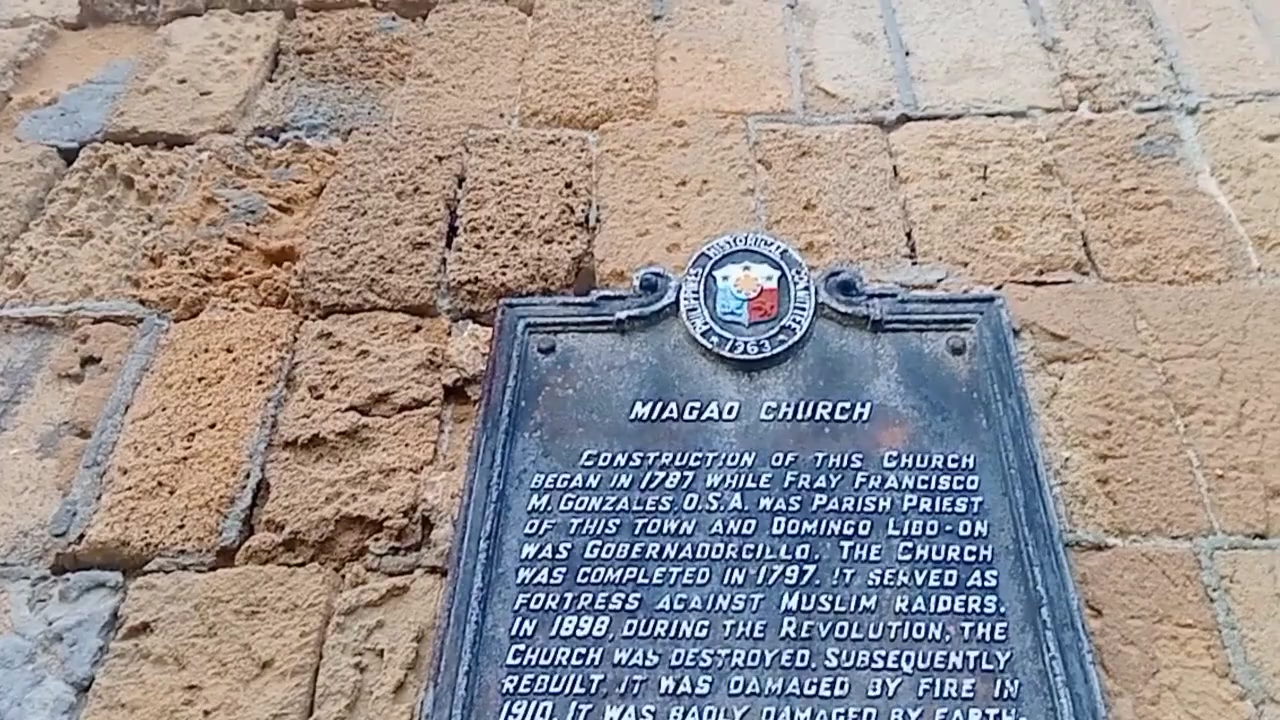 PHILIPPINES HISTORICAL COMMITTEE
1963
MIAGAO CHURCH
CONSTRUCTION OF THIS CHURCH
BEGAN IN 1787 WHILE FRAY FRANCISCO
M. GONZALES, O.S.A. WAS PARISH PRIEST
OF THIS TOWN AND DOMINGO LIBO-ON
WAS GOBERNADORCILLO. THE CHURCH
WAS COMPLETED IN 1797. IT SERVED AS
FORTRESS AGAINST MUSLIM RAIDERS.
IN 1898, DURING THE REVOLUTION, THE
CHURCH WAS DESTROYED. SUBSEQUENTLY
REBUILT, IT WAS DAMAGED BY FIRE IN
1910. IT WAS BADLY DAMAGED BY EARTH-